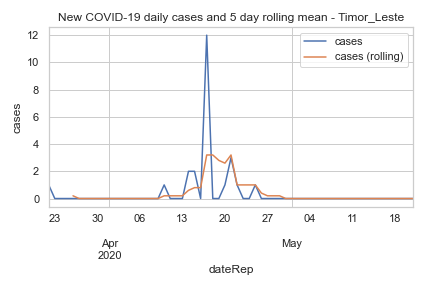 New COVID-19 daily cases and 5 day rolling mean - Timor_Leste
cases
cases (rolling)
12
10
8
6
4
2
0
cases
23 30 06 13 20 27 04 11 18
Apr May
2020
dateRep